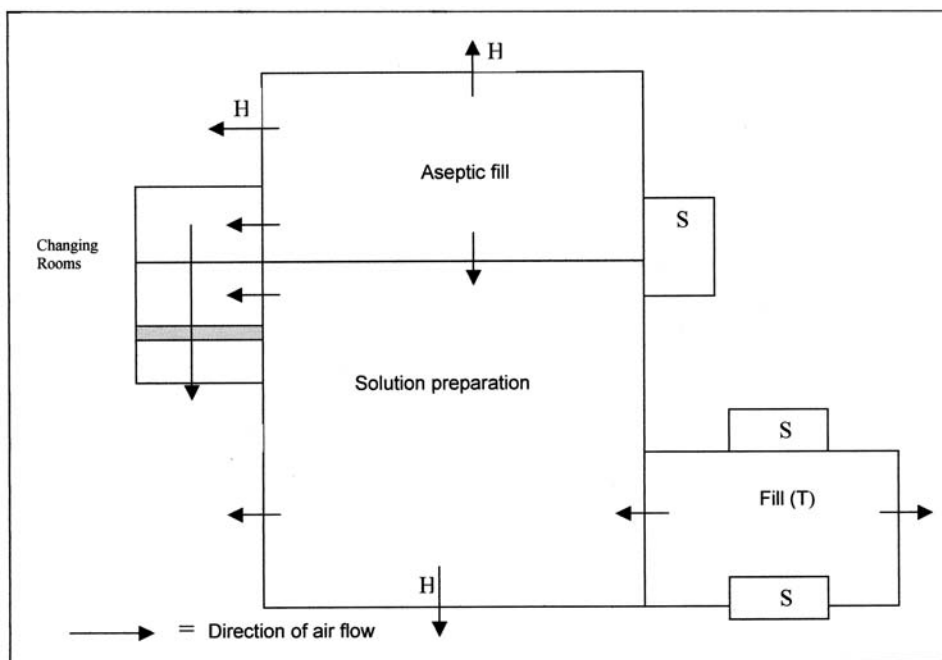 H
H
Aseptic fill
S
Changing
Rooms
Solution preparation
S
Fill (T)
H
S
= Direction of air flow